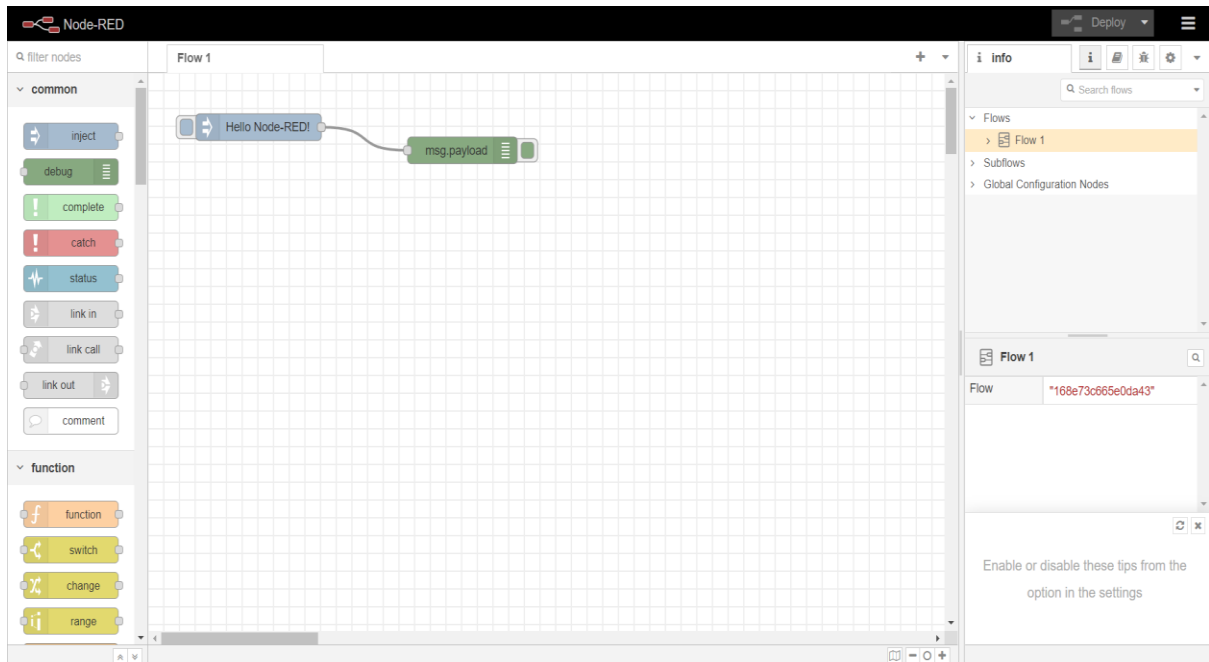 Node-RED
Deploy
filter nodes
common
inject
debug
complete
catch
status
link in
link call
link out
comment
function
function
switch
change
range
Flow 1
Hello Node-RED!
msg.payload
i info
i
Search flows
Flows
Flow 1
Subflows
Global Configuration Nodes
Flow 1
Flow "168e73c665e0da43"
Enable or disable these tips from the
option in the settings